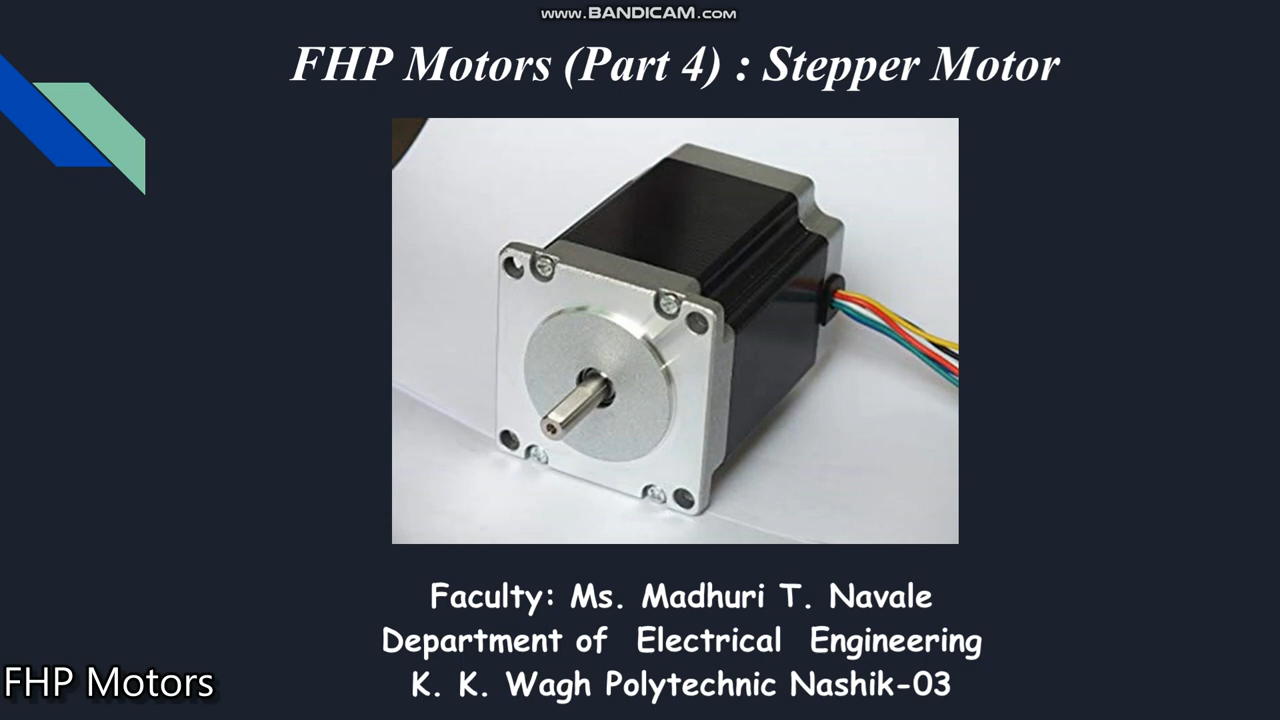 www.BANDICAM.com
FHP Motors (Part 4) : Stepper Motor
Faculty: Ms. Madhuri T. Navale
Department of Electrical Engineering
K. K. Wagh Polytechnic Nashik-03
FHP Motors